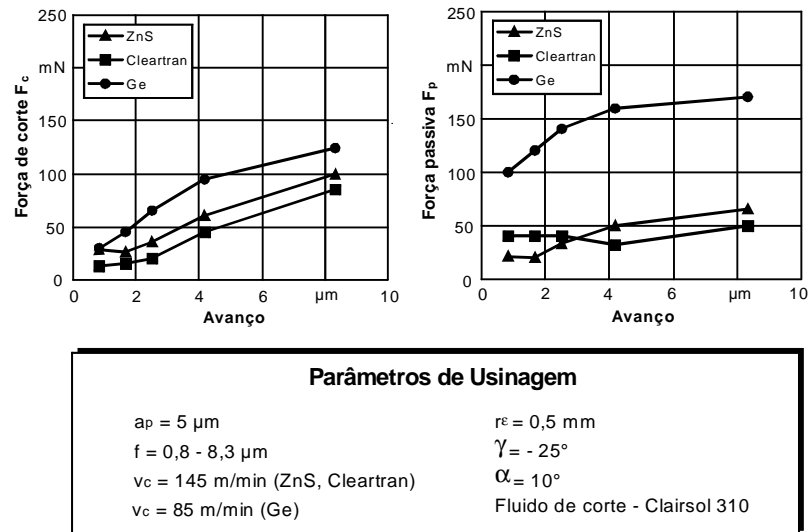 250
mN
150
100
50
0
0 2 4 6 µm 10
Força de corte Fc
Avanço
ZnS
Cleartran
Ge
250
mN
150
100
50
0
0 2 4 6 µm 10
Força passiva Fp
Avanço
ZnS
Cleartran
Ge
Parâmetros de Usinagem
ap = 5 µm
f = 0,8 - 8,3 µm
vc = 145 m/min (ZnS, Cleartran)
vc = 85 m/min (Ge)
rε = 0,5 mm
γ = - 25°
α = 10°
Fluido de corte - Clairsol 310